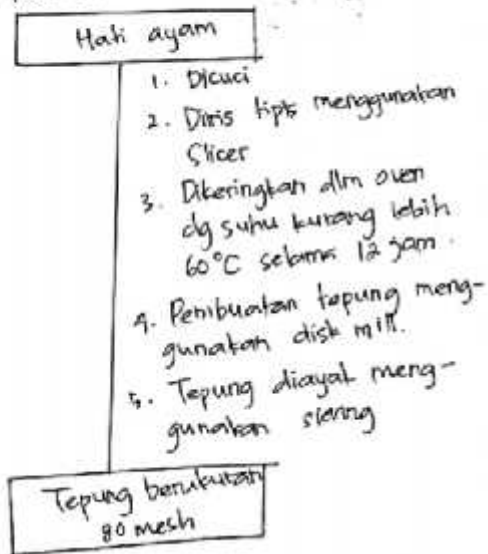 Hati ayam
1. Dicuci
2. Diiris tipis menggunakan
Slicer
3. Dikeringkan dlm oven
dg suhu kurang lebih
60°C selama 12 jam.
4. Pembuatan tepung meng-
gunakan disk mill.
5. Tepung diayak meng-
gunakan siering
Tepung berukuran
80 mesh